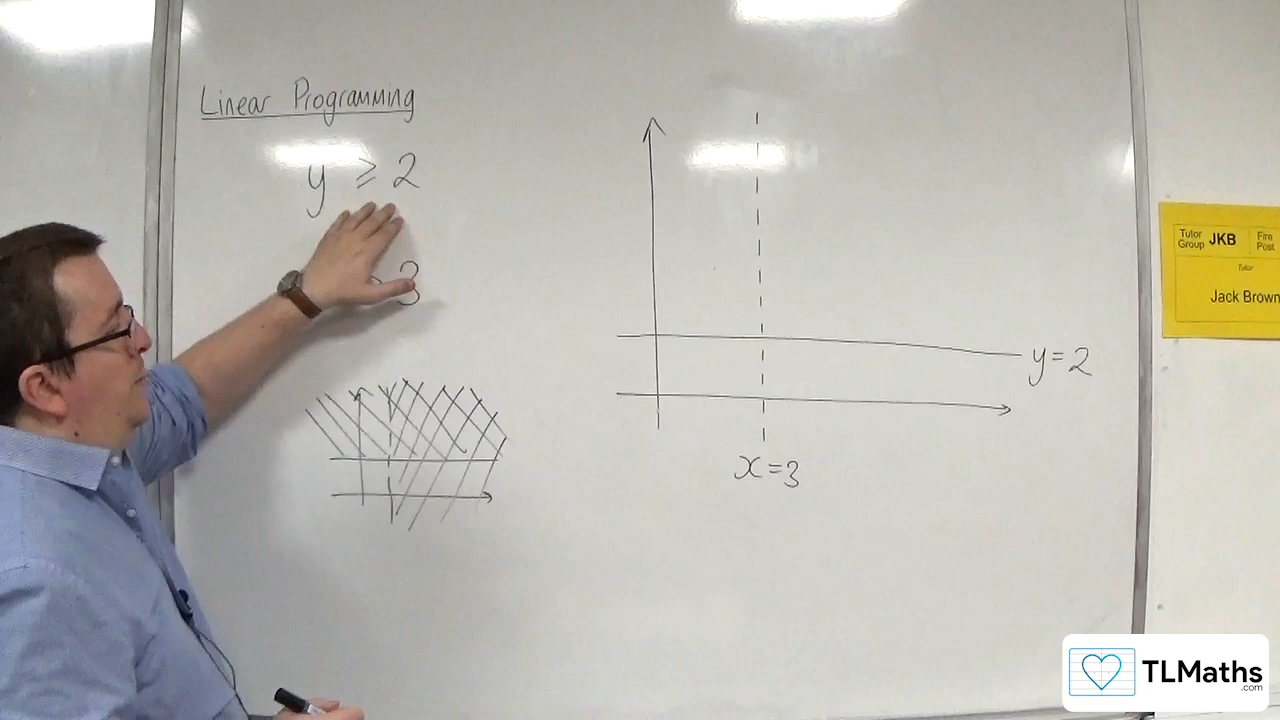 Linear Programming
y ⩾ 2
> 3
y=2
x=3
Tutor Group JKB
Fire Post
Tutor
Jack Brown
TLMaths
.com